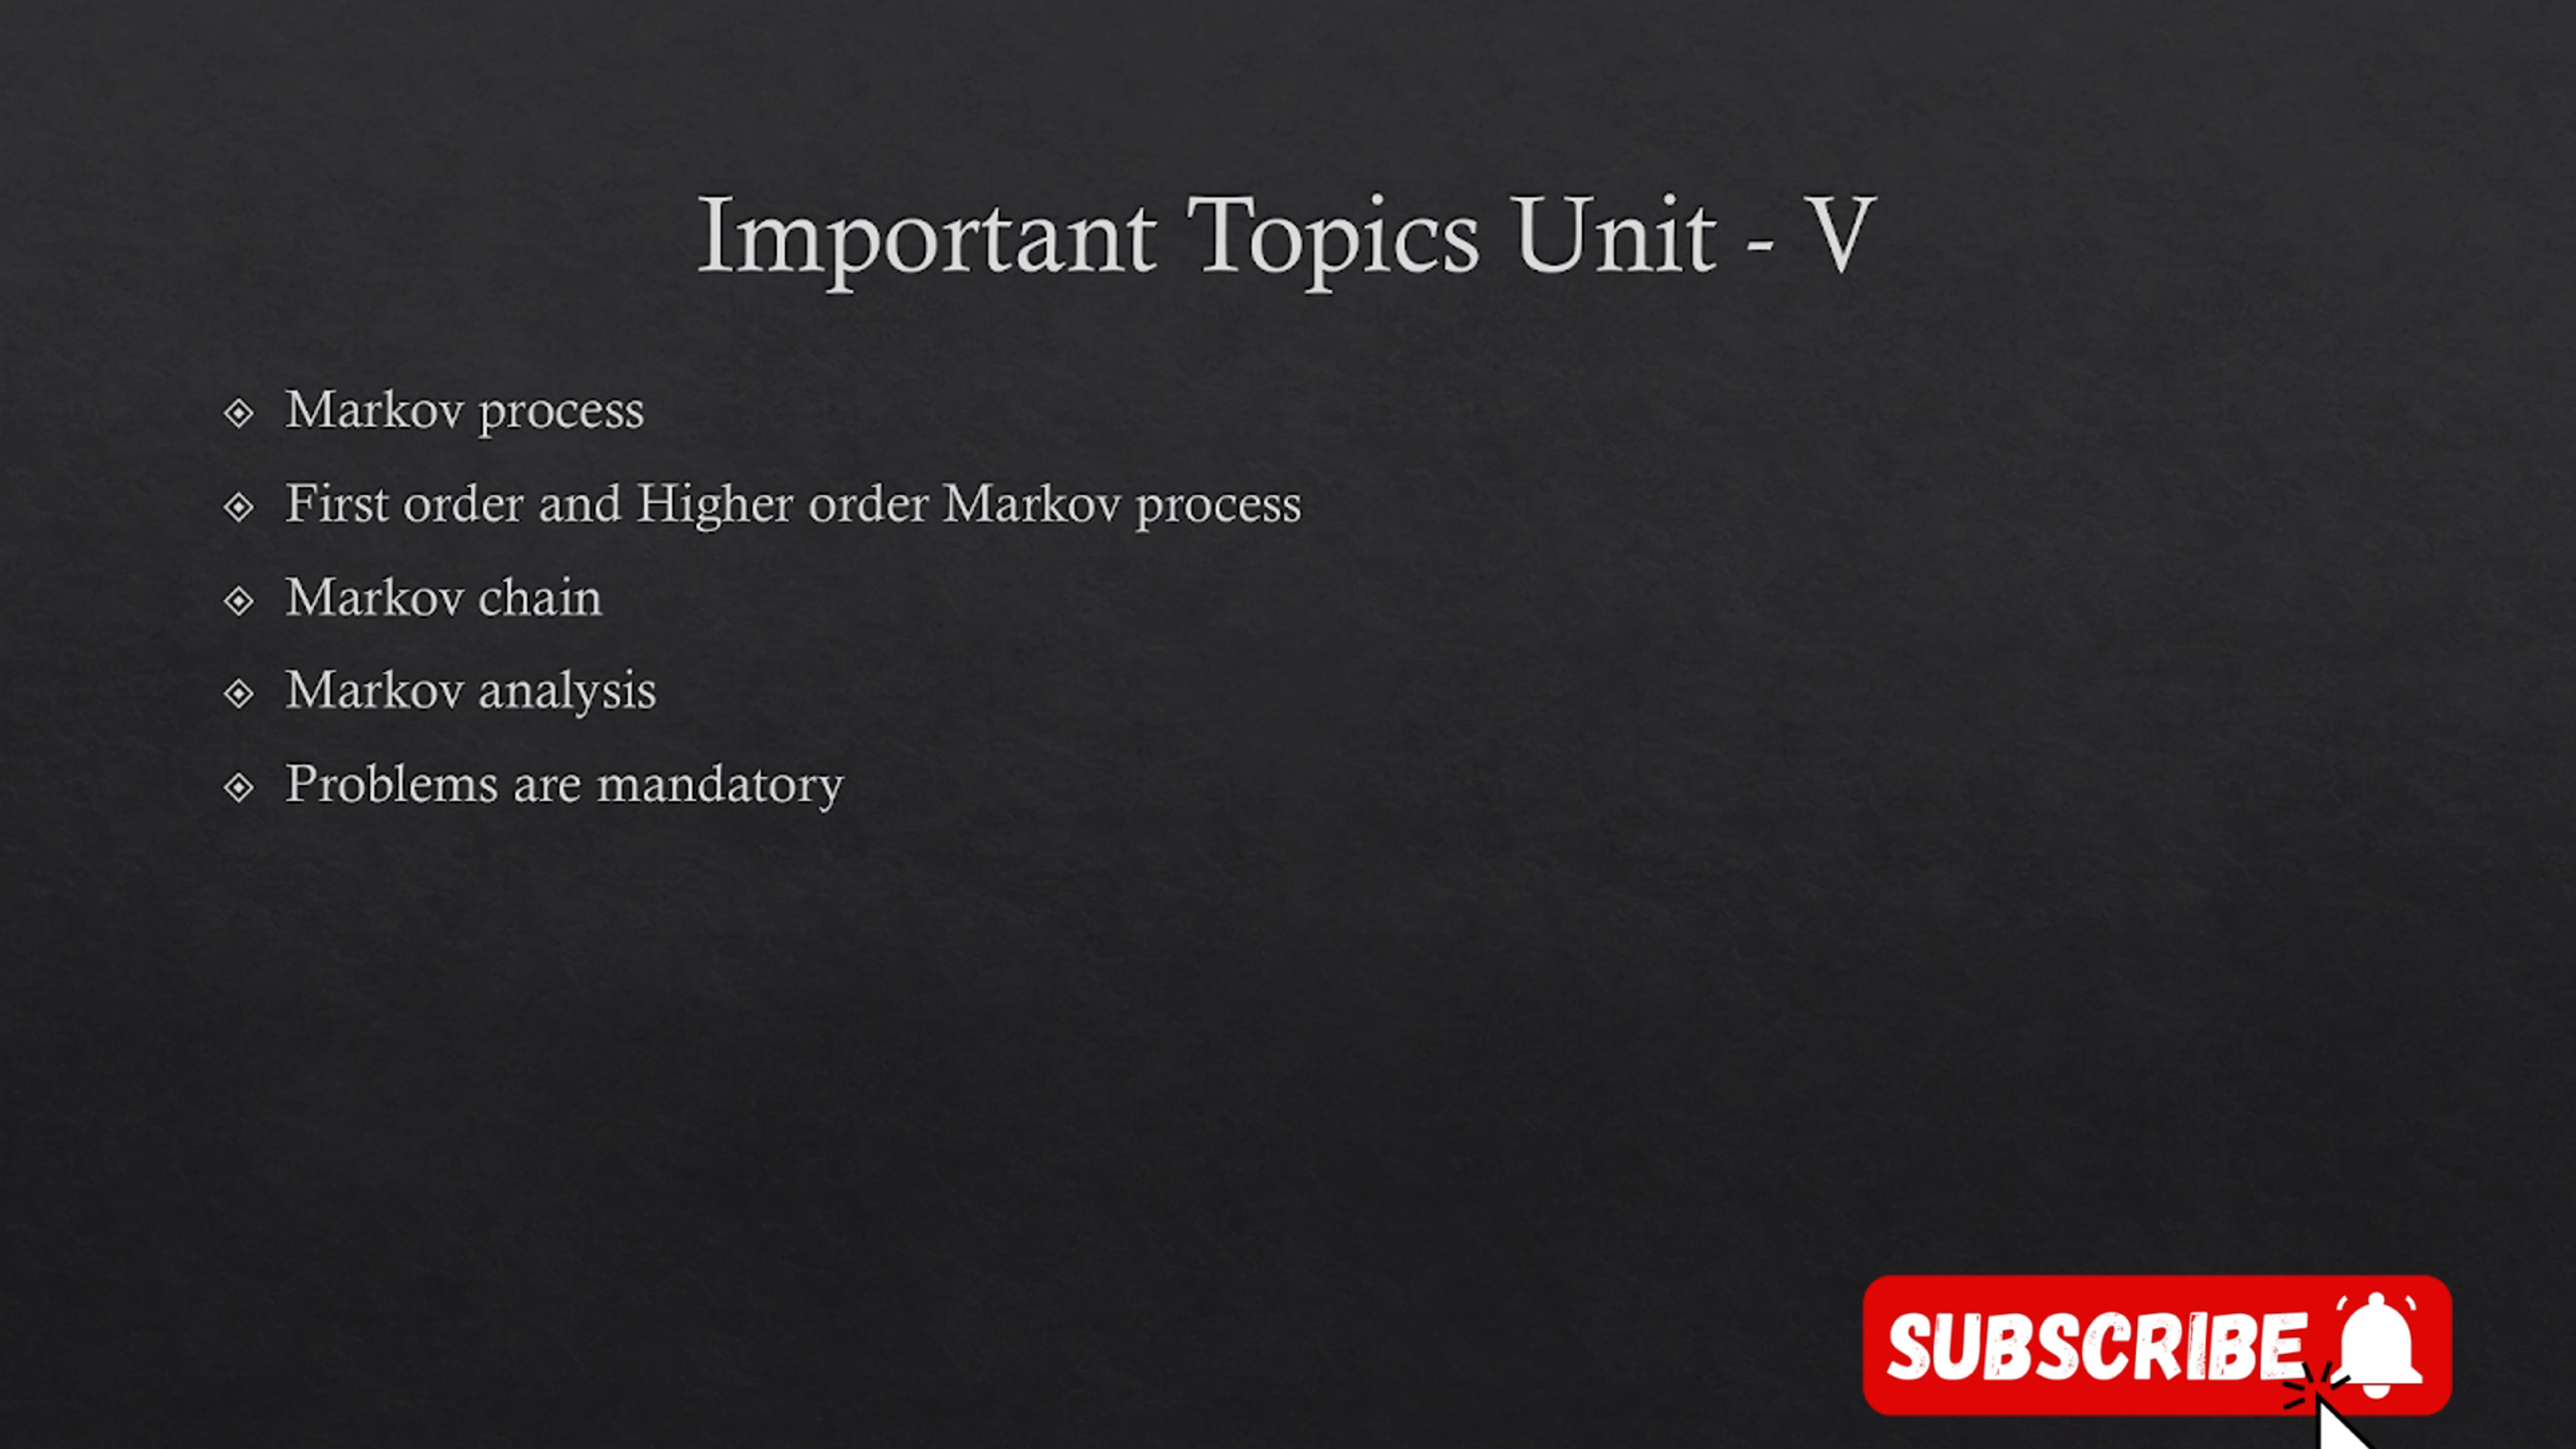 Important Topics Unit - V
Markov process
First order and Higher order Markov process
Markov chain
Markov analysis
Problems are mandatory
SUBSCRIBE